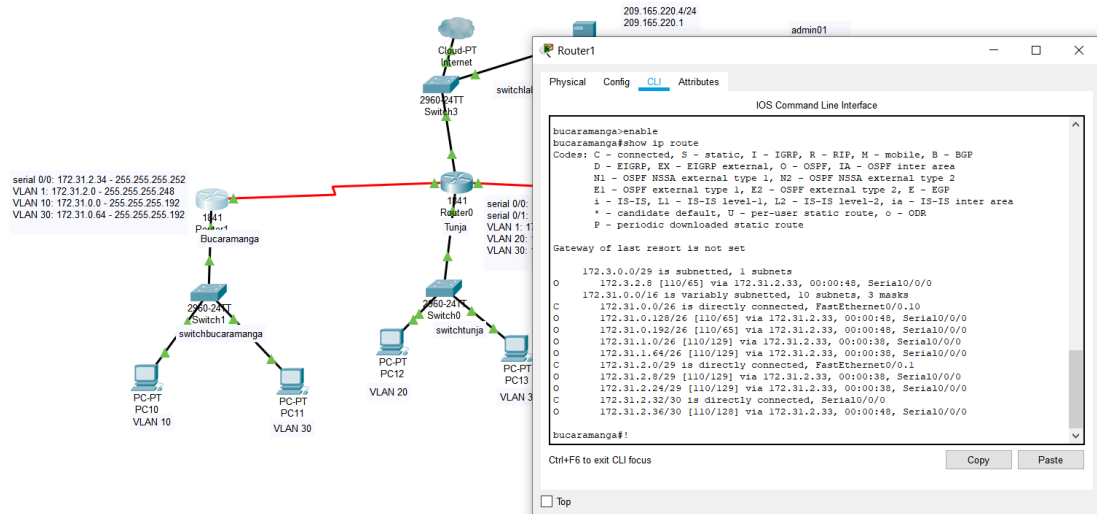 209.165.220.4/24
209.165.220.1
admin01
Cloud-PT
Internet
2960-24TT
Switch3
serial 0/0: 172.31.2.34 - 255.255.255.252
VLAN 1: 172.31.2.0 - 255.255.255.248
VLAN 10: 172.31.0.0 - 255.255.255.192
VLAN 30: 172.31.0.64 - 255.255.255.192
1841
Router1
Bucaramanga
1841
Router0
Tunja
serial 0/0:
serial 0/1:
VLAN 1:
VLAN 20:
VLAN 30:
2960-24TT
Switch1
switchbucaramanga
2960-24TT
Switch0
switchtunja
PC-PT
PC10
VLAN 10
PC-PT
PC11
VLAN 30
PC-PT
PC12
VLAN 20
PC-PT
PC13
Router1
Physical Config CLI Attributes
IOS Command Line Interface
bucaramanga>enable
bucaramanga#show ip route
Codes: C - connected, S - static, I - IGRP, R - RIP, M - mobile, B - BGP
D - EIGRP, EX - EIGRP external, O - OSPF, IA - OSPF inter area
N1 - OSPF NSSA external type 1, N2 - OSPF NSSA external type 2
E1 - OSPF external type 1, E2 - OSPF external type 2, E - EGP
i - IS-IS, L1 - IS-IS level-1, L2 - IS-IS level-2, ia - IS-IS inter area
* - candidate default, U - per-user static route, o - ODR
P - periodic downloaded static route
Gateway of last resort is not set
172.3.0.0/29 is subnetted, 1 subnets
O 172.3.2.8 [110/65] via 172.31.2.33, 00:00:48, Serial0/0/0
172.31.0.0/16 is variably subnetted, 10 subnets, 3 masks
C 172.31.0.0/26 is directly connected, FastEthernet0/0.10
O 172.31.0.128/26 [110/65] via 172.31.2.33, 00:00:48, Serial0/0/0
O 172.31.0.192/26 [110/65] via 172.31.2.33, 00:00:48, Serial0/0/0
O 172.31.1.0/26 [110/129] via 172.31.2.33, 00:00:38, Serial0/0/0
O 172.31.1.64/26 [110/129] via 172.31.2.33, 00:00:38, Serial0/0/0
C 172.31.2.0/29 is directly connected, FastEthernet0/0.1
O 172.31.2.8/29 [110/129] via 172.31.2.33, 00:00:38, Serial0/0/0
O 172.31.2.24/29 [110/129] via 172.31.2.33, 00:00:38, Serial0/0/0
C 172.31.2.32/30 is directly connected, Serial0/0/0
O 172.31.2.36/30 [110/128] via 172.31.2.33, 00:00:48, Serial0/0/0
bucaramanga#!
Ctrl+F6 to exit CLI focus
Copy Paste
Top